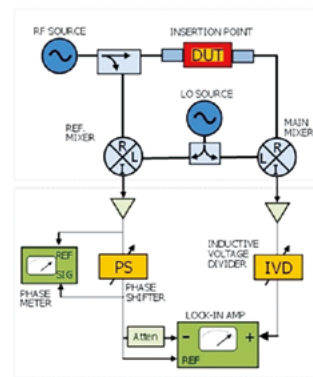 RF SOURCE
INSERTION POINT
DUT
LO SOURCE
REF.
MIXER
MAIN
MIXER
R
L
I
R
L
I
REF
SIG
PHASE
METER
PS
PHASE
SHIFTER
INDUCTIVE
VOLTAGE
DIVIDER
IVD
LOCK-IN AMP
Atten
-
+
REF